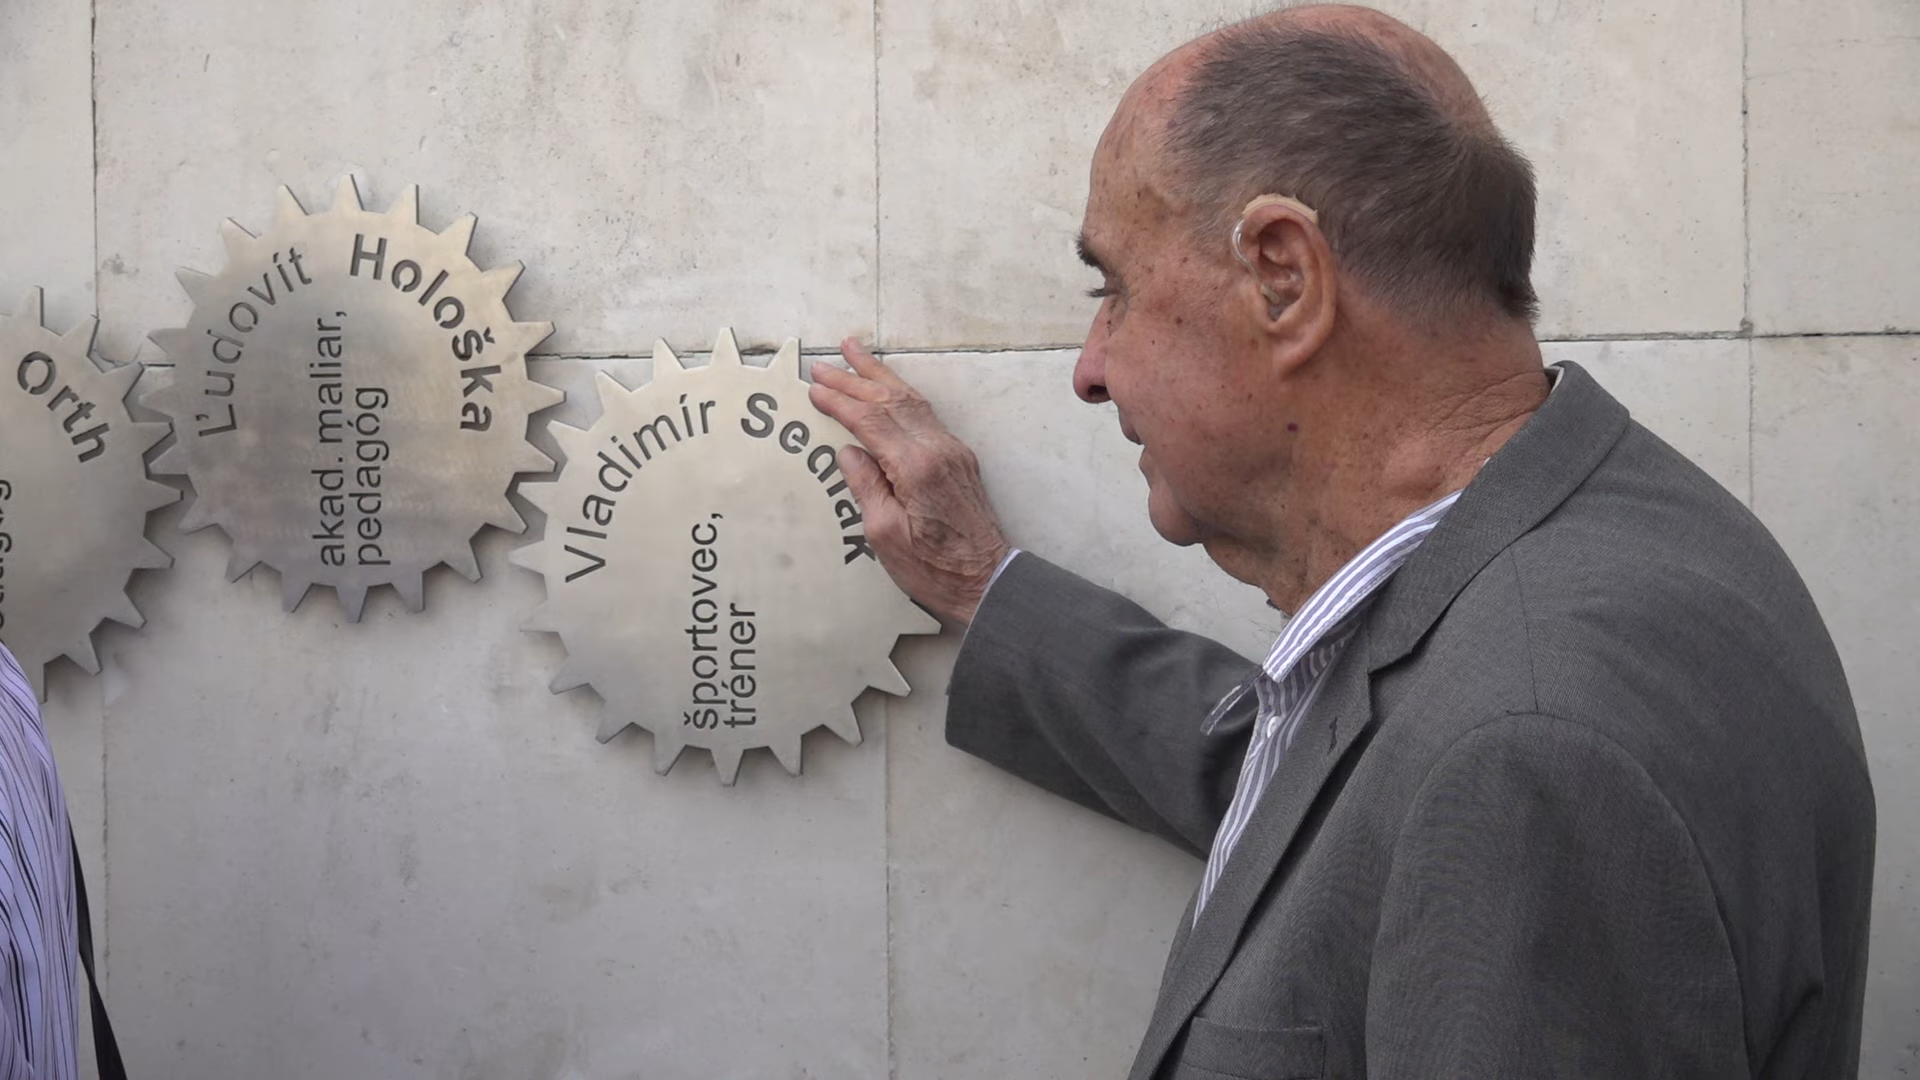 Orth
Ľudovít Hološka
akad. maliar,
pedagóg
Vladimír Sedlák
športovec,
tréner